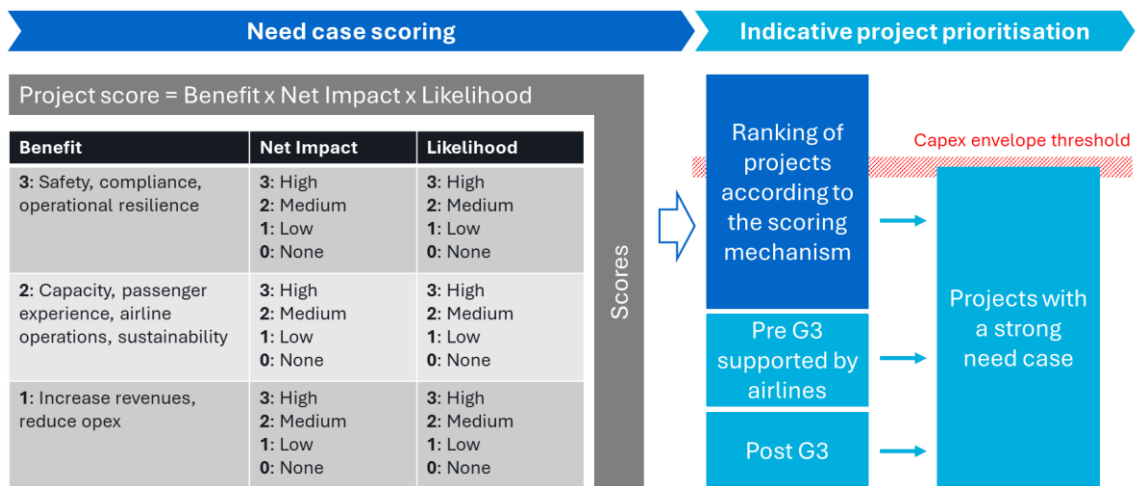 Need case scoring
Indicative project prioritisation
Project score = Benefit x Net Impact x Likelihood
Benefit
Net Impact
Likelihood
3: Safety, compliance,
operational resilience
3: High
2: Medium
1: Low
0: None
3: High
2: Medium
1: Low
0: None
2: Capacity, passenger
experience, airline
operations, sustainability
3: High
2: Medium
1: Low
0: None
3: High
2: Medium
1: Low
0: None
1: Increase revenues,
reduce opex
3: High
2: Medium
1: Low
0: None
3: High
2: Medium
1: Low
0: None
Scores
Ranking of
projects
according to
the scoring
mechanism
Pre G3
supported by
airlines
Post G3
Capex envelope threshold
Projects with
a strong
need case